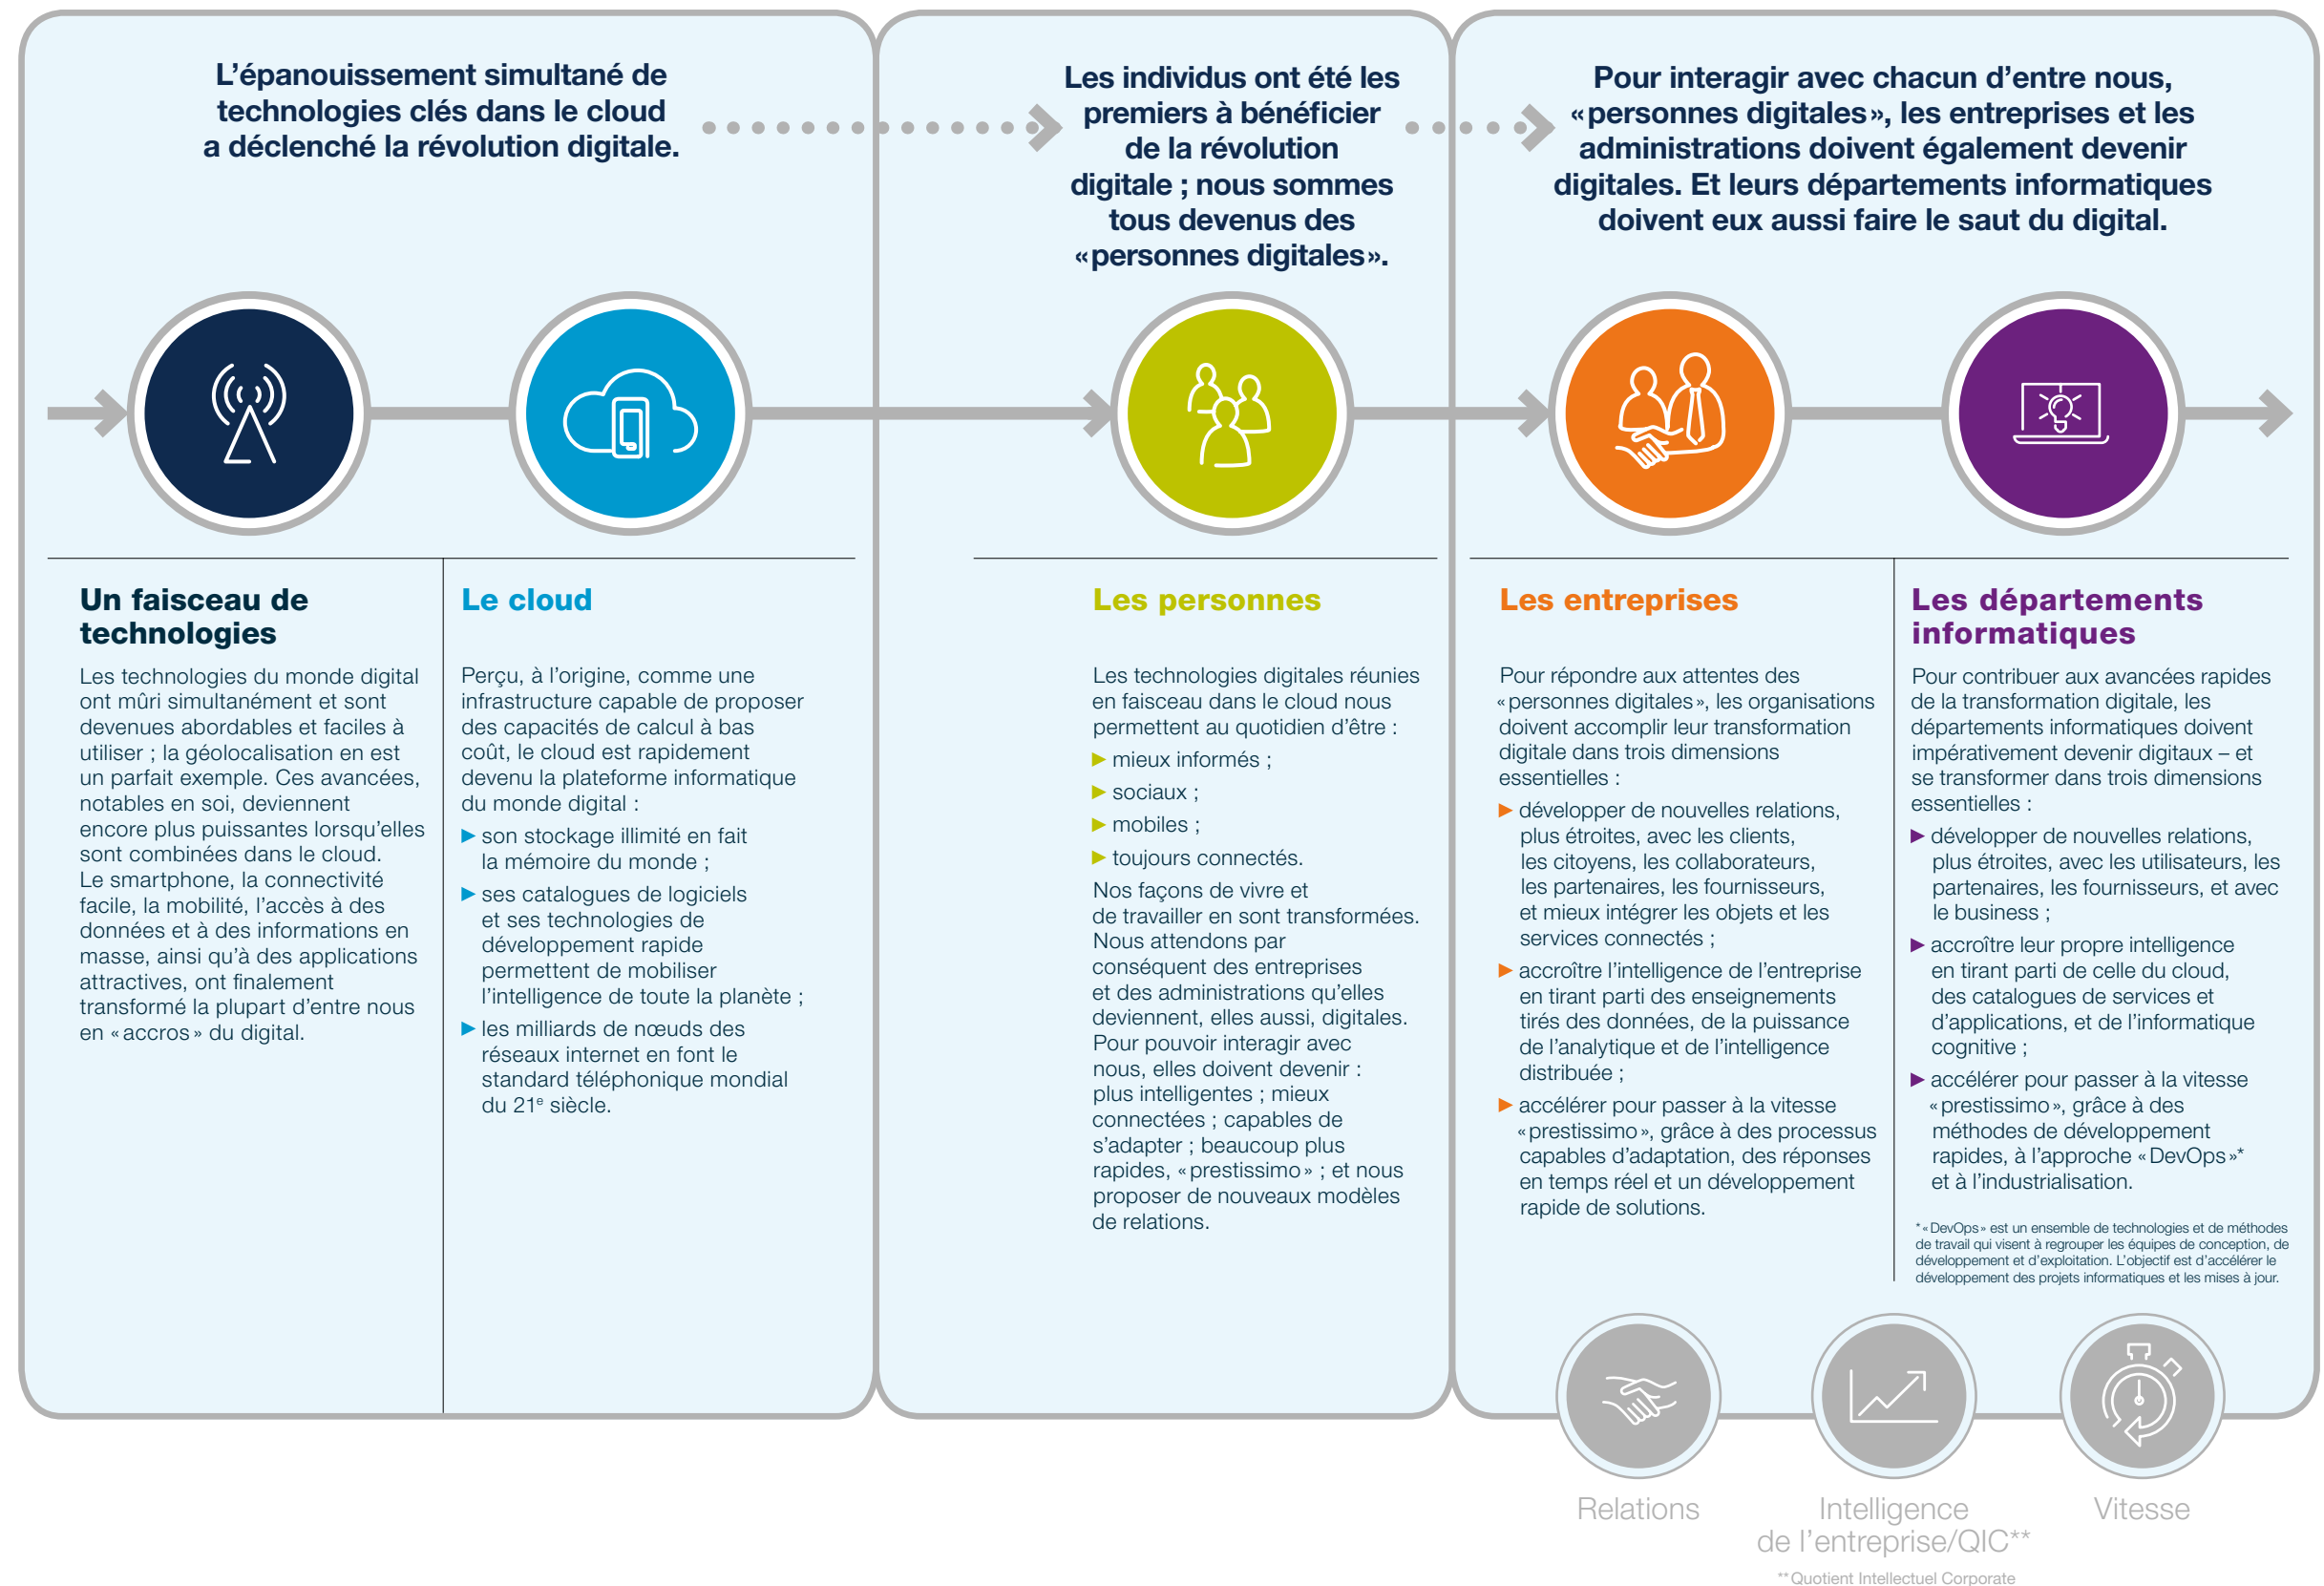 L’épanouissement simultané de
technologies clés dans le cloud
a déclenché la révolution digitale.
Les individus ont été les
premiers à bénéficier
de la révolution
digitale ; nous sommes
tous devenus des
«personnes digitales».
Pour interagir avec chacun d’entre nous,
«personnes digitales», les entreprises et les
administrations doivent également devenir
digitales. Et leurs départements informatiques
doivent eux aussi faire le saut du digital.
Un faisceau de
technologies
Les technologies du monde digital
ont mûri simultanément et sont
devenues abordables et faciles à
utiliser ; la géolocalisation en est
un parfait exemple. Ces avancées,
notables en soi, deviennent
encore plus puissantes lorsqu’elles
sont combinées dans le cloud.
Le smartphone, la connectivité
facile, la mobilité, l’accès à des
données et à des informations en
masse, ainsi qu’à des applications
attractives, ont finalement
transformé la plupart d’entre nous
en «accros» du digital.
Le cloud
Perçu, à l’origine, comme une
infrastructure capable de proposer
des capacités de calcul à bas
coût, le cloud est rapidement
devenu la plateforme informatique
du monde digital :
► son stockage illimité en fait
la mémoire du monde ;
► ses catalogues de logiciels
et ses technologies de
développement rapide
permettent de mobiliser
l’intelligence de toute la planète ;
► les milliards de nœuds des
réseaux internet en font le
standard téléphonique mondial
du 21e siècle.
Les personnes
Les technologies digitales réunies
en faisceau dans le cloud nous
permettent au quotidien d’être :
► mieux informés ;
► sociaux ;
► mobiles ;
► toujours connectés.
Nos façons de vivre et
de travailler en sont transformées.
Nous attendons par
conséquent des entreprises
et des administrations qu’elles
deviennent, elles aussi, digitales.
Pour pouvoir interagir avec
nous, elles doivent devenir :
plus intelligentes ; mieux
connectées ; capables de
s’adapter ; beaucoup plus
rapides, «prestissimo» ; et nous
proposer de nouveaux modèles
de relations.
Les entreprises
Pour répondre aux attentes des
«personnes digitales», les organisations
doivent accomplir leur transformation
digitale dans trois dimensions
essentielles :
► développer de nouvelles relations,
plus étroites, avec les clients,
les citoyens, les collaborateurs,
les partenaires, les fournisseurs,
et mieux intégrer les objets et les
services connectés ;
► accroître l’intelligence de l’entreprise
en tirant parti des enseignements
tirés des données, de la puissance
de l’analytique et de l’intelligence
distribuée ;
► accélérer pour passer à la vitesse
«prestissimo», grâce à des processus
capables d’adaptation, des réponses
en temps réel et un développement
rapide de solutions.
Les départements
informatiques
Pour contribuer aux avancées rapides
de la transformation digitale, les
départements informatiques doivent
impérativement devenir digitaux – et
se transformer dans trois dimensions
essentielles :
► développer de nouvelles relations,
plus étroites, avec les utilisateurs, les
partenaires, les fournisseurs, et avec
le business ;
► accroître leur propre intelligence
en tirant parti de celle du cloud,
des catalogues de services et
d’applications, et de l’informatique
cognitive ;
► accélérer pour passer à la vitesse
«prestissimo», grâce à des
méthodes de développement
rapides, à l’approche «DevOps»*
et à l’industrialisation.
*«DevOps» est un ensemble de technologies et de méthodes
de travail qui visent à regrouper les équipes de conception, de
développement et d’exploitation. L’objectif est d’accélérer le
développement des projets informatiques et les mises à jour.
Relations
Intelligence
de l’entreprise/QIC**
Vitesse
**Quotient Intellectuel Corporate